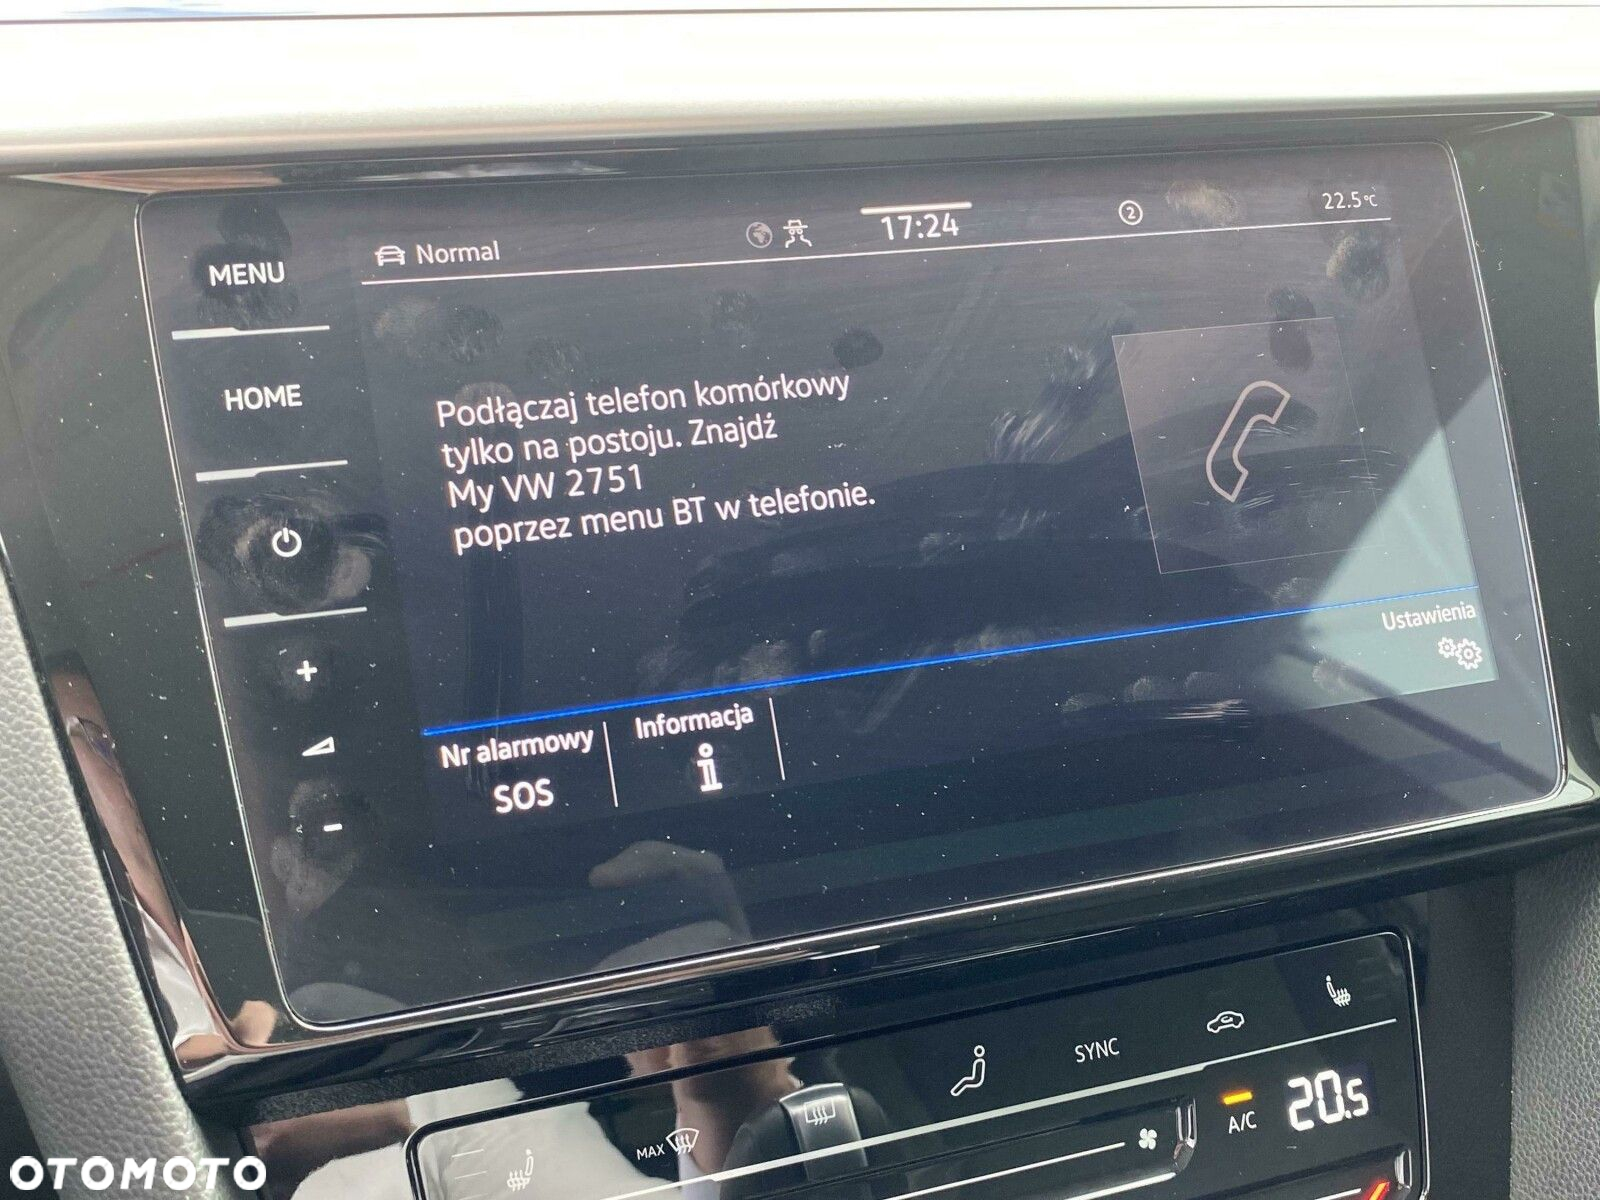 MENU
Normal
17:24
2
22.5°C
HOME
Podłączaj telefon komórkowy
tylko na postoju. Znajdź
My VW 2751
poprzez menu BT w telefonie.
+
-
Ustawienia
Nr alarmowy
SOS
Informacja
i
SYNC
MAX
A/C
20.5
OTOMOTO